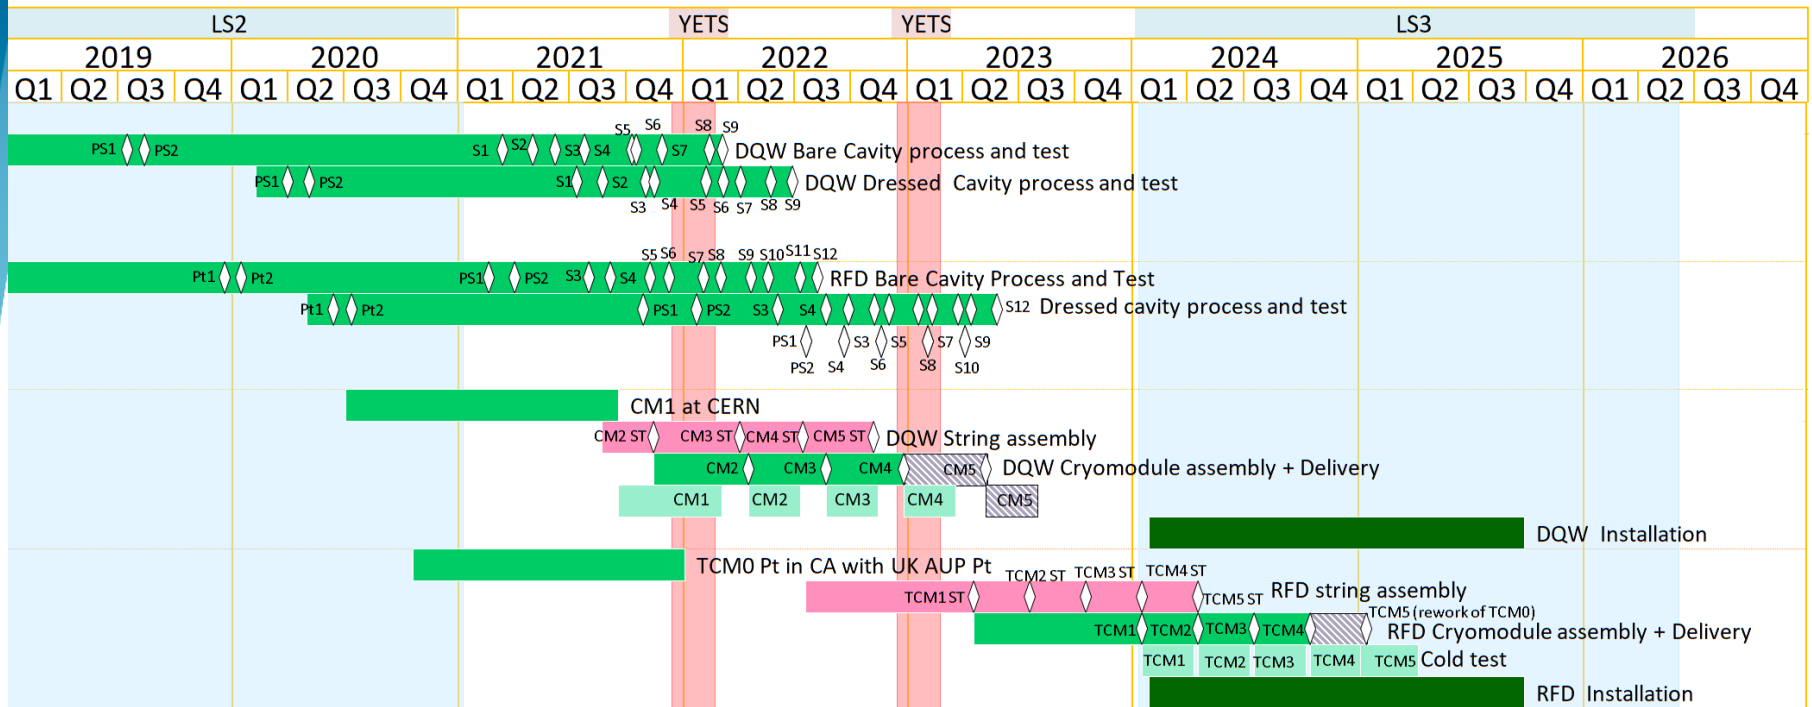 LS2 YETS YETS LS3
2019 2020 2021 2022 2023 2024 2025 2026
Q1 Q2 Q3 Q4 Q1 Q2 Q3 Q4 Q1 Q2 Q3 Q4 Q1 Q2 Q3 Q4 Q1 Q2 Q3 Q4 Q1 Q2 Q3 Q4 Q1 Q2 Q3 Q4 Q1 Q2 Q3 Q4
S5 S6 S8 S9
PS1 PS2 S1 S2 S3 S4 S7 DQW Bare Cavity process and test
PS1 PS2 S1 S2 DQW Dressed Cavity process and test
S3 S4 S5 S6 S7 S8 S9
S5 S6 S7 S8 S9 S10 S11 S12
Pt1 Pt2 PS1 PS2 S3 S4 RFD Bare Cavity Process and Test
Pt1 Pt2 PS1 PS2 S3 S4 S12 Dressed cavity process and test
PS1 S3 S5 S7 S9
PS2 S4 S6 S8 S10
CM1 at CERN
CM2 ST CM3 ST CM4 ST CM5 ST DQW String assembly
CM2 CM3 CM4 CM5 DQW Cryomodule assembly + Delivery
CM1 CM2 CM3 CM4 CM5
DQW Installation
TCM0 Pt in CA with UK AUP Pt
TCM2 ST TCM3 ST TCM4 ST
TCM1 ST TCM5 ST RFD string assembly
TCM5 (rework of TCM0)
TCM1 TCM2 TCM3 TCM4 RFD Cryomodule assembly + Delivery
TCM1 TCM2 TCM3 TCM4 TCM5 Cold test
RFD Installation